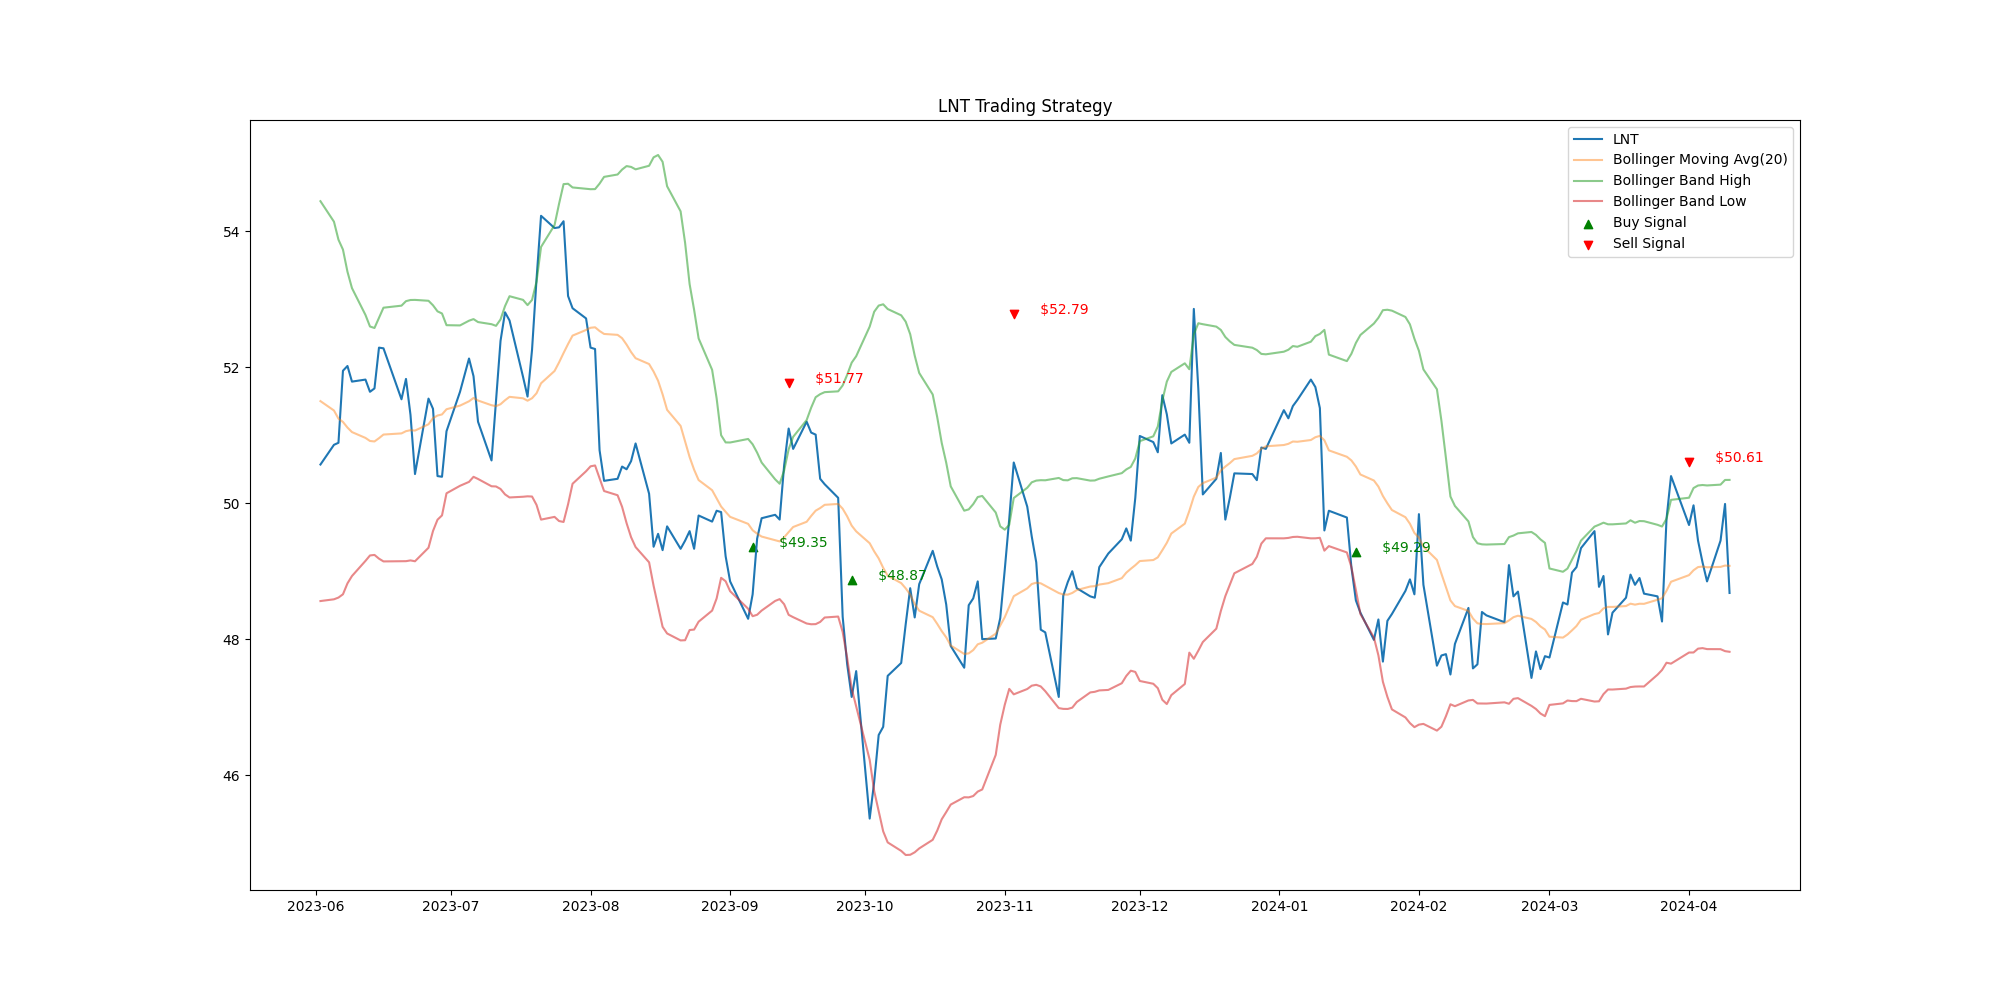 LNT Trading Strategy
LNT
Bollinger Moving Avg(20)
Bollinger Band High
Bollinger Band Low
Buy Signal
Sell Signal
54
52
50
48
46
$52.79
$51.77
$50.61
$49.35
$49.29
$48.87
2023-06 2023-07 2023-08 2023-09 2023-10 2023-11 2023-12 2024-01 2024-02 2024-03 2024-04